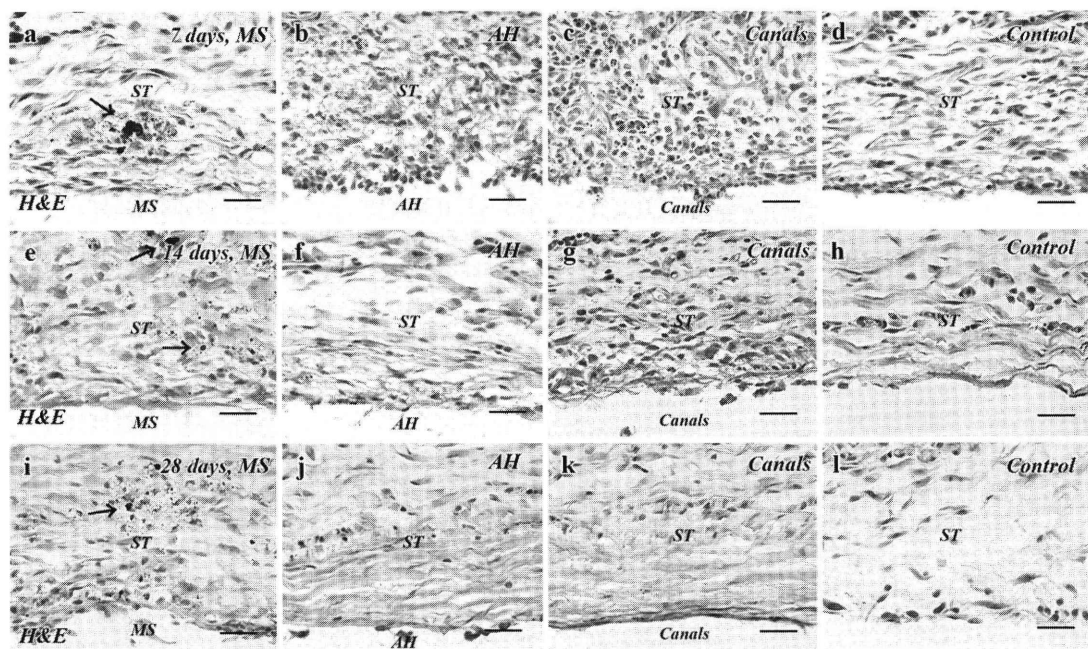 a 7 days, MS
ST
H&E MS
b AH
ST
AH
c Canals
ST
Canals
d Control
ST
e 14 days, MS
ST
H&E MS
f AH
ST
AH
g Canals
ST
Canals
h Control
ST
i 28 days, MS
ST
H&E MS
j AH
ST
AH
k Canals
ST
Canals
l Control
ST